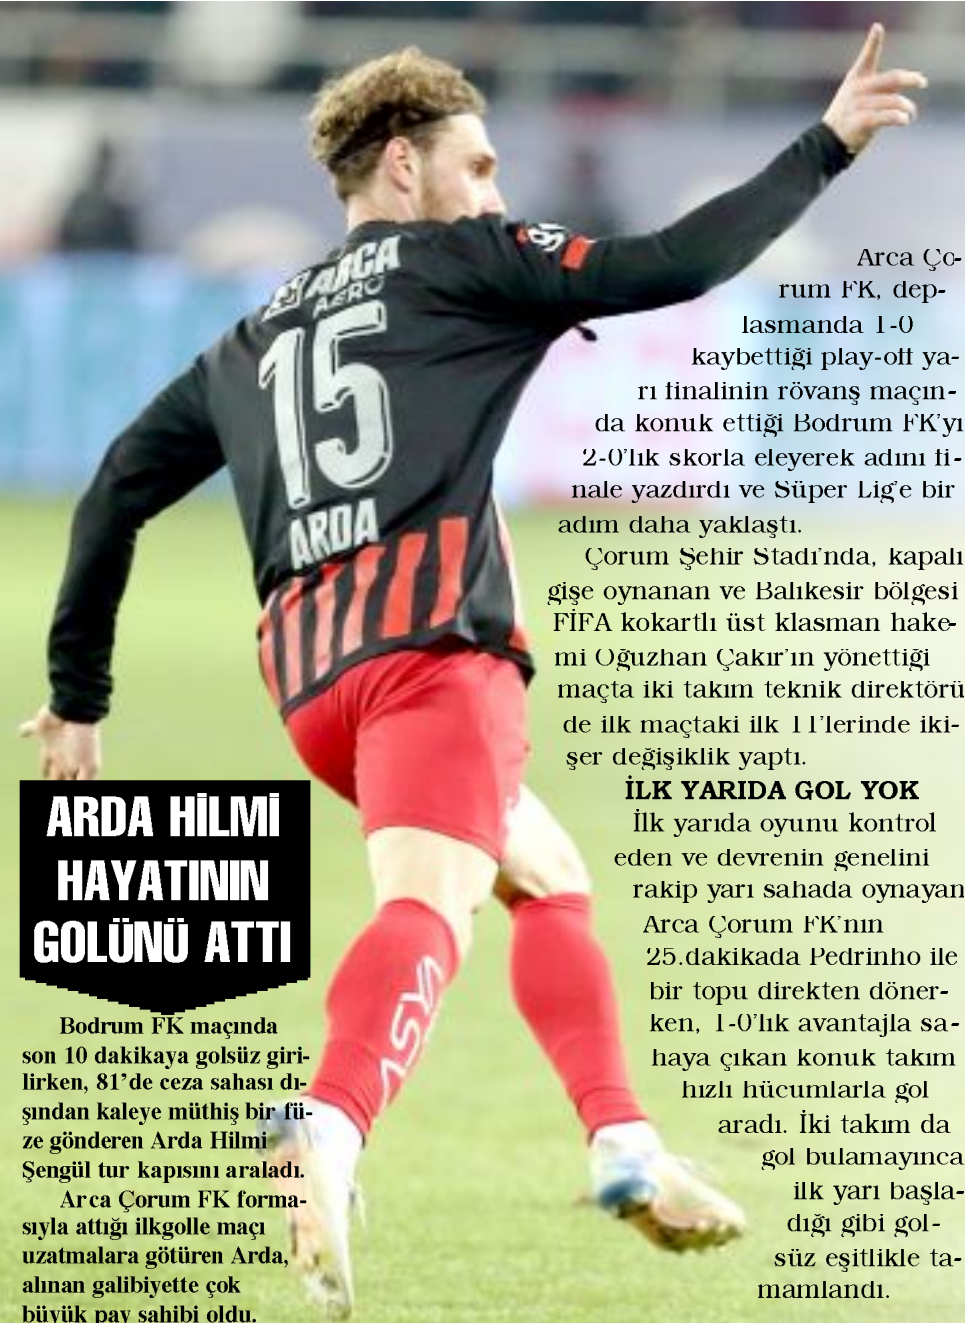 ARCA
AERO
15
ARDA
ARDA HİLMİ
HAYATININ
GOLÜNÜ ATTI
Bodrum FK maçında
son 10 dakikaya golsüz giri-
lirken, 81’de ceza sahası dı-
şından kaleye müthiş bir fü-
ze gönderen Arda Hilmi
Şengül tur kapısını araladı.
Arca Çorum FK forma-
sıyla attığı ilkgolle maçı
uzatmalara götüren Arda,
alınan galibiyette çok
büyük pay sahibi oldu.
Arca Ço-
rum FK, dep-
lasmanda 1-0
kaybettiği play-off ya-
rı finalinin rövanş maçın-
da konuk ettiği Bodrum FK’yı
2-0’lık skorla eleyerek adını fi-
nale yazdırdı ve Süper Lig’e bir
adım daha yaklaştı.
Çorum Şehir Stadı’nda, kapalı
gişe oynanan ve Balıkesir bölgesi
FİFA kokartlı üst klasman hake-
mi Oğuzhan Çakır’ın yönettiği
maçta iki takım teknik direktörü
de ilk maçtaki ilk 11’lerinde iki-
şer değişiklik yaptı.
İLK YARIDA GOL YOK
İlk yarıda oyunu kontrol
eden ve devrenin genelini
rakip yarı sahada oynayan
Arca Çorum FK’nın
25.dakikada Pedrinho ile
bir topu direkten döner-
ken, 1-0’lık avantajla sa-
haya çıkan konuk takım
hızlı hücumlarla gol
aradı. İki takım da
gol bulamayınca
ilk yarı başla-
dığı gibi gol-
süz eşitlikle ta-
mamlandı.